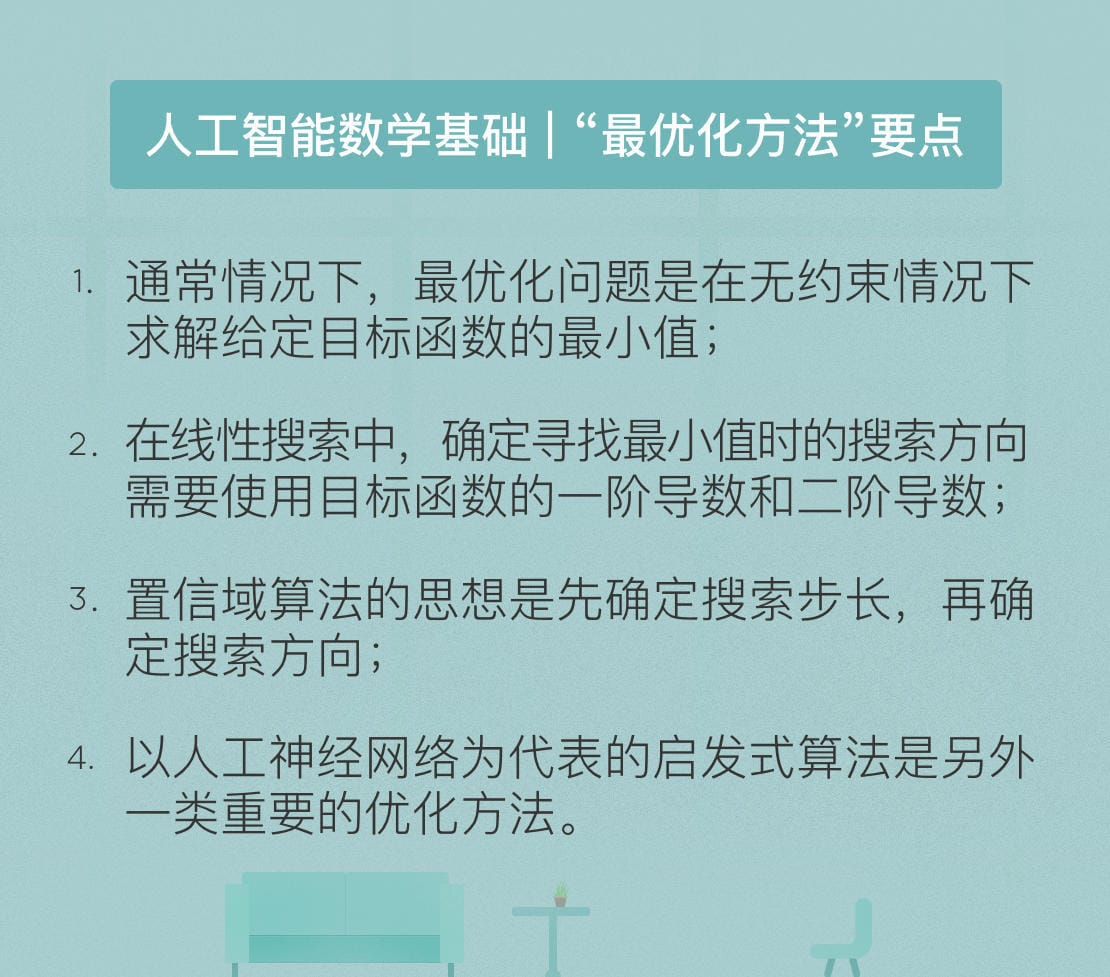 人工智能数学基础｜“最优化方法”要点
1. 通常情况下，最优化问题是在无约束情况下
求解给定目标函数的最小值；
2. 在线性搜索中，确定寻找最小值时的搜索方向
需要使用目标函数的一阶导数和二阶导数；
3. 置信域算法的思想是先确定搜索步长，再确
定搜索方向；
4. 以人工神经网络为代表的启发式算法是另外
一类重要的优化方法。